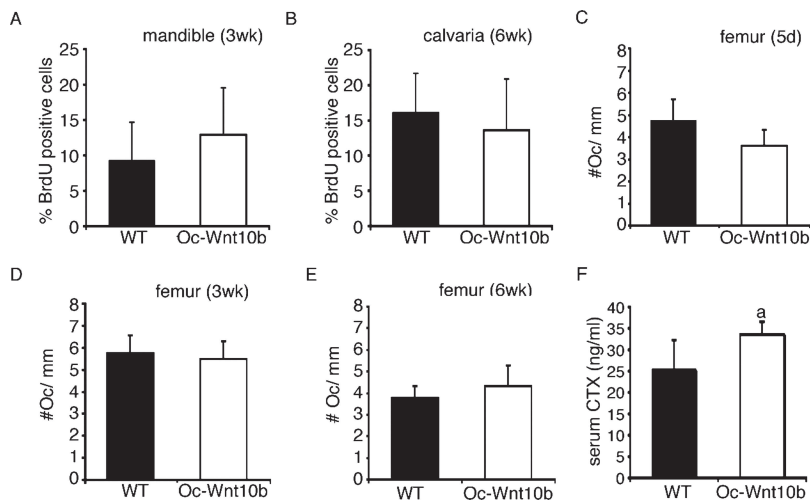 A
mandible (3wk)
% BrdU positive cells
25
20
15
10
5
0
WT Oc-Wnt10b
B
calvaria (6wk)
% BrdU positive cells
25
20
15
10
5
0
WT Oc-Wnt10b
C
femur (5d)
#Oc/ mm
8
7
6
5
4
3
2
1
0
WT Oc-Wnt10b
D
femur (3wk)
#Oc/ mm
8
7
6
5
4
3
2
1
0
WT Oc-Wnt10b
E
femur (6wk)
# Oc/ mm
8
7
6
5
4
3
2
1
0
WT Oc-Wnt10b
F
serum CTX (ng/ml)
40
35
30
25
20
15
10
5
0
a
WT Oc-Wnt10b